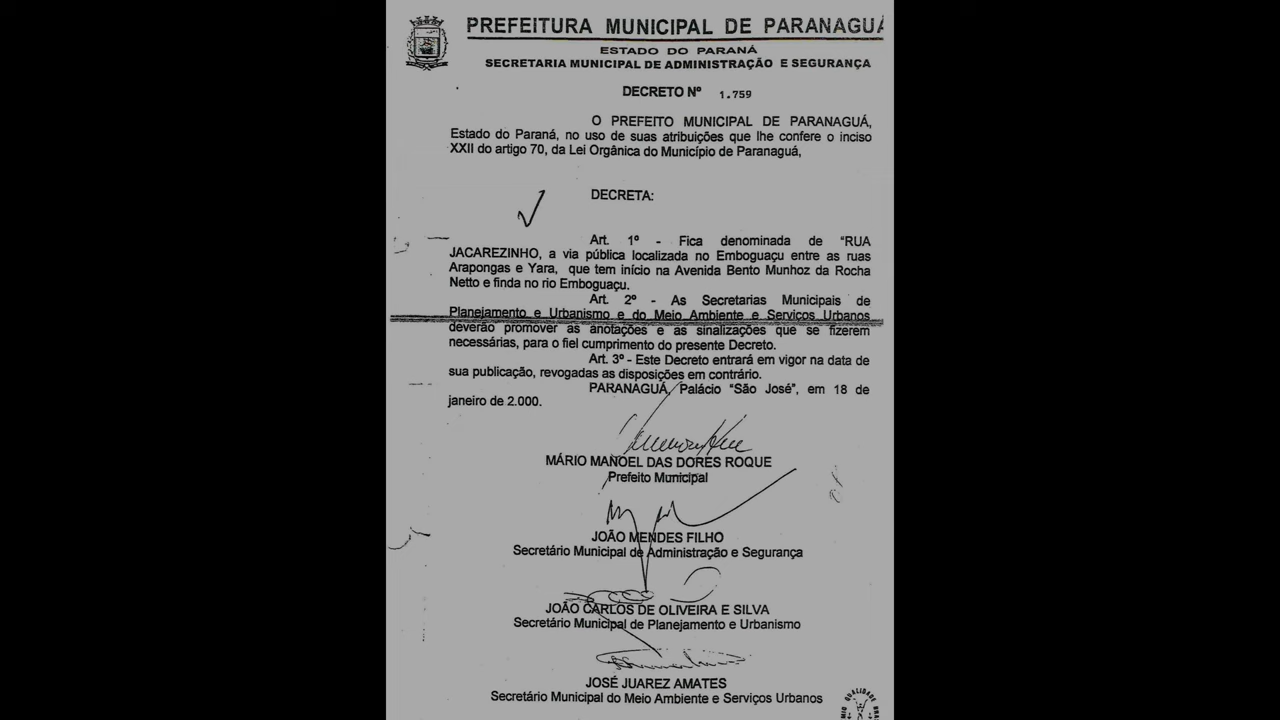 PREFEITURA MUNICIPAL DE PARANAGUÁ
ESTADO DO PARANÁ
SECRETARIA MUNICIPAL DE ADMINISTRAÇÃO E SEGURANÇA
DECRETO Nº 1.759
O PREFEITO MUNICIPAL DE PARANAGUÁ,
Estado do Paraná, no uso de suas atribuições que lhe confere o inciso
XXII do artigo 70, da Lei Orgânica do Município de Paranaguá,
DECRETA:
Art. 1º - Fica denominada de “RUA
JACAREZINHO, a via pública localizada no Emboguaçu entre as ruas
Arapongas e Yara, que tem início na Avenida Bento Munhoz da Rocha
Netto e finda no rio Emboguaçu.
Art. 2º - As Secretarias Municipais de
Planejamento e Urbanismo e do Meio Ambiente e Serviços Urbanos
deverão promover as anotações e as sinalizações que se fizerem
necessárias, para o fiel cumprimento do presente Decreto.
Art. 3º - Este Decreto entrará em vigor na data de
sua publicação, revogadas as disposições em contrário.
PARANAGUÁ, Palácio “São José”, em 18 de
janeiro de 2.000.
MÁRIO MANOEL DAS DORES ROQUE
Prefeito Municipal
JOÃO MENDES FILHO
Secretário Municipal de Administração e Segurança
JOÃO CARLOS DE OLIVEIRA E SILVA
Secretário Municipal de Planejamento e Urbanismo
JOSÉ JUAREZ AMATES
Secretário Municipal do Meio Ambiente e Serviços Urbanos
QUALIDADE